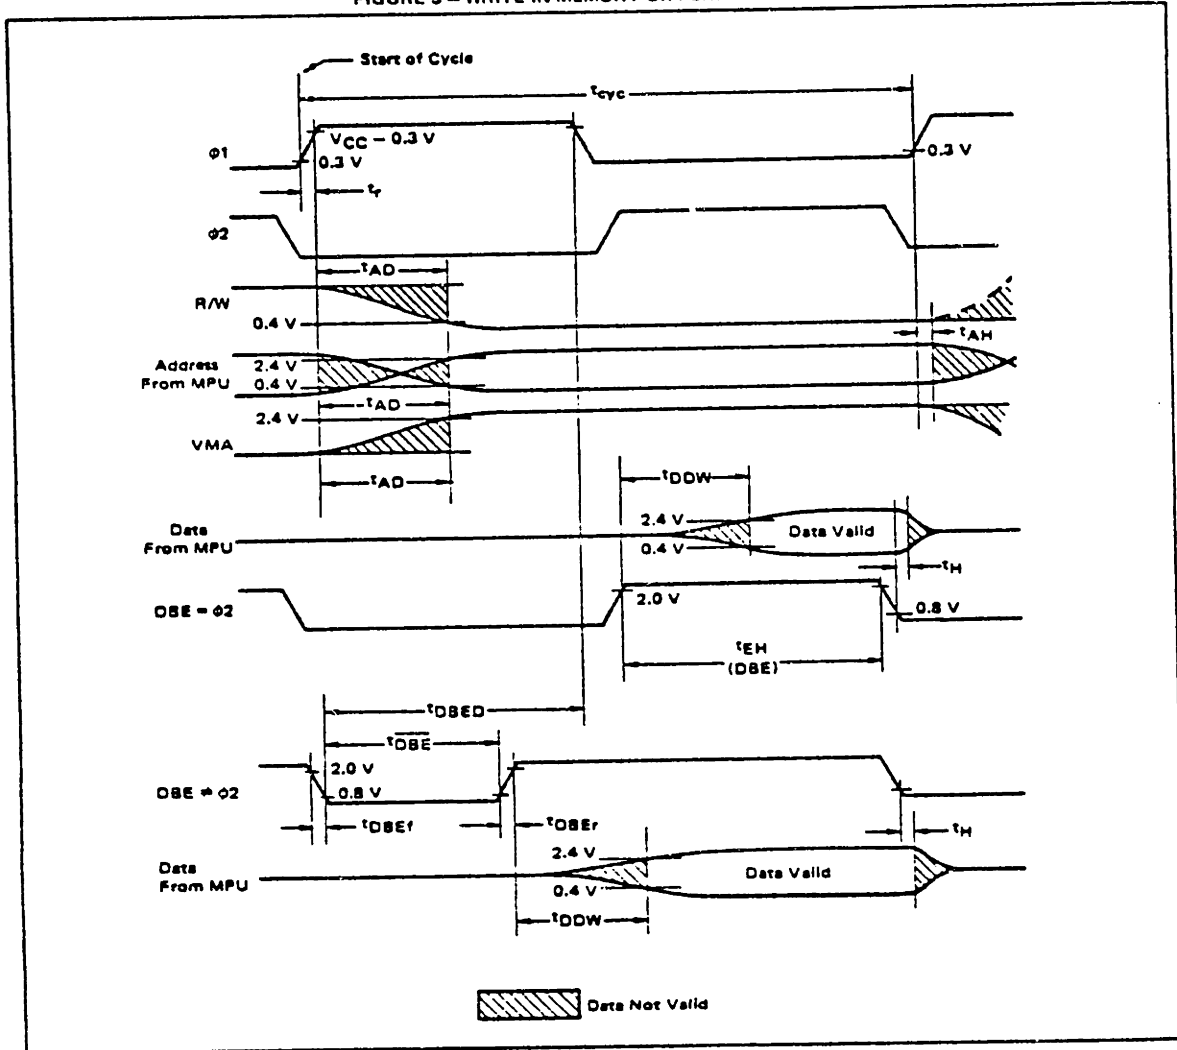 Start of Cycle
tcyc
VCC – 0.3 V
φ1
0.3 V
0.3 V
tr
φ2
tAD
R/W
0.4 V
tAH
2.4 V
Address
From MPU
0.4 V
tAD
2.4 V
VMA
tAD
tDDW
2.4 V
Data
From MPU
Data Valid
0.4 V
tH
DBE = φ2
2.0 V
0.8 V
tEH
(DBE)
tDBED
tDBE
2.0 V
DBE ≠ φ2
0.8 V
tDBEf
tDBEr
tH
2.4 V
Data
From MPU
Data Valid
0.4 V
tDDW
Data Not Valid